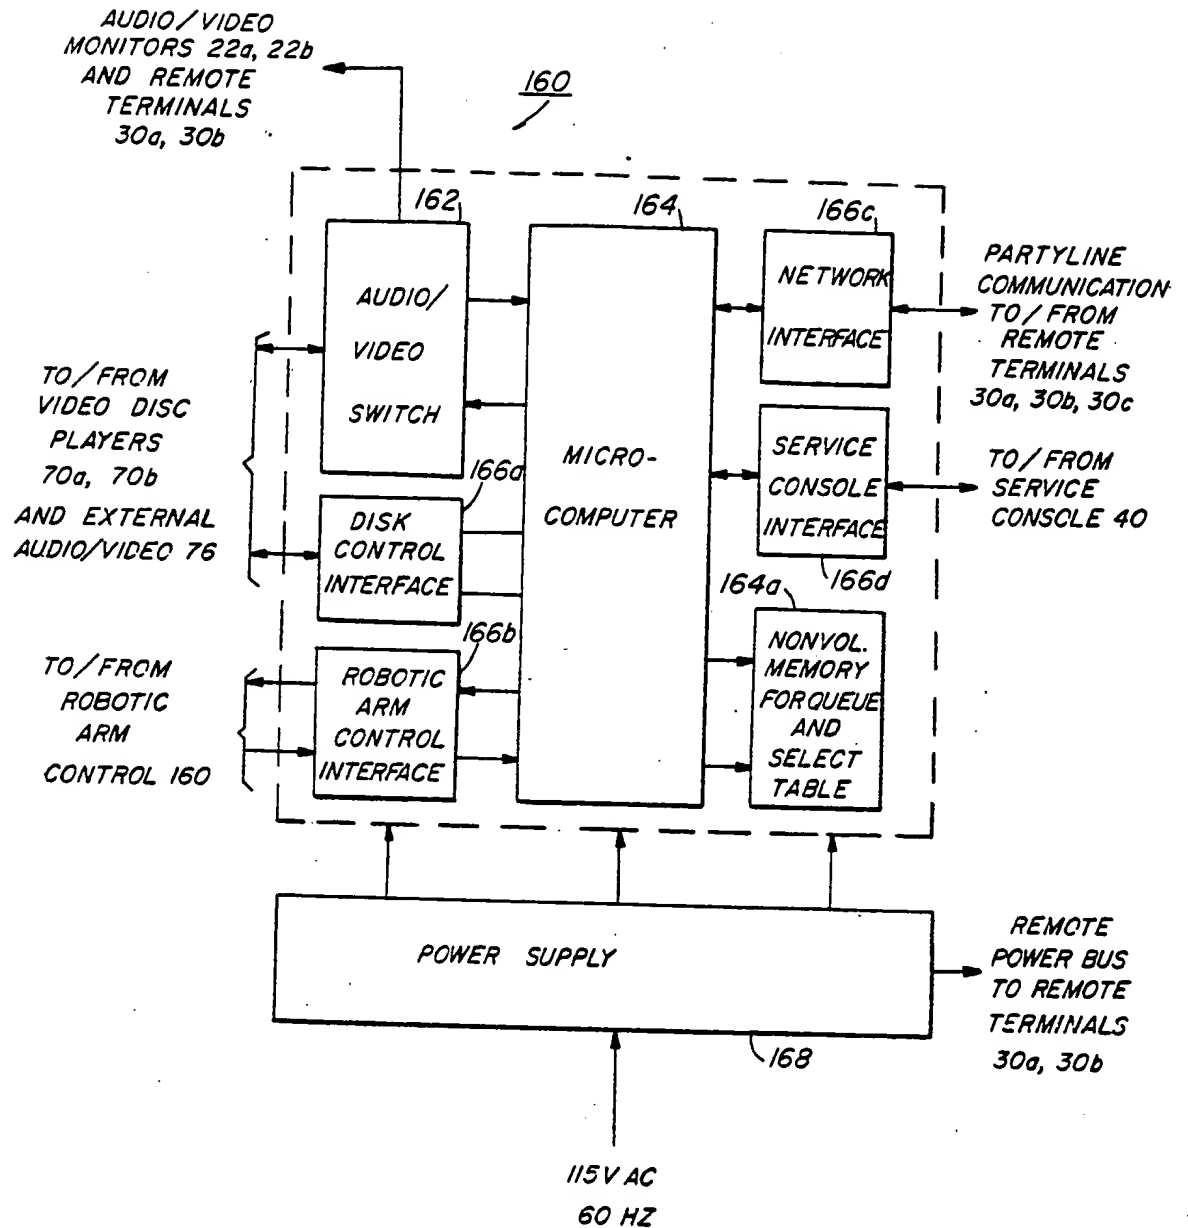 AUDIO/VIDEO
MONITORS 22a, 22b
AND REMOTE
TERMINALS
30a, 30b
160
162
AUDIO/
VIDEO
SWITCH
164
MICRO-
COMPUTER
166c
NETWORK
INTERFACE
PARTYLINE
COMMUNICATION
TO/FROM
REMOTE
TERMINALS
30a, 30b, 30c
TO/FROM
VIDEO DISC
PLAYERS
70a, 70b
AND EXTERNAL
AUDIO/VIDEO 76
166a
DISK
CONTROL
INTERFACE
SERVICE
CONSOLE
INTERFACE
166d
TO/FROM
SERVICE
CONSOLE 40
TO/FROM
ROBOTIC
ARM
CONTROL 160
166b
ROBOTIC
ARM
CONTROL
INTERFACE
164a
NONVOL.
MEMORY
FOR QUEUE
AND
SELECT
TABLE
POWER SUPPLY
168
REMOTE
POWER BUS
TO REMOTE
TERMINALS
30a, 30b
115V AC
60 HZ